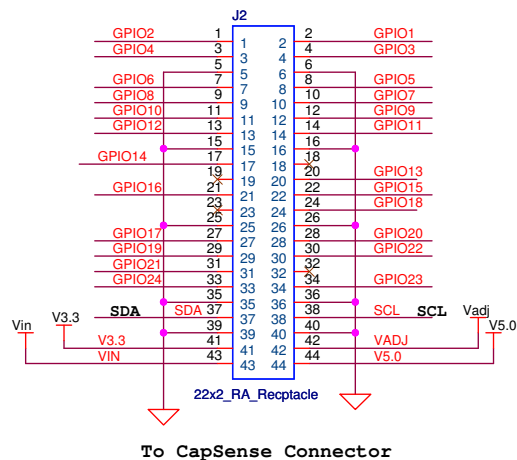 J2
GPIO2 1 1 2 2 GPIO1
GPIO4 3 3 4 4 GPIO3
5 5 6 6
GPIO6 7 7 8 8 GPIO5
GPIO8 9 9 10 10 GPIO7
GPIO10 11 11 12 12 GPIO9
GPIO12 13 13 14 14 GPIO11
15 15 16 16
GPIO14 17 17 18 18
19 19 20 20 GPIO13
GPIO16 21 21 22 22 GPIO15
23 23 24 24 GPIO18
25 25 26 26
GPIO17 27 27 28 28 GPIO20
GPIO19 29 29 30 30 GPIO22
GPIO21 31 31 32 32
GPIO24 33 33 34 34 GPIO23
35 35 36 36
SDA SDA 37 37 38 38 SCL SCL
Vin V3.3 39 39 40 40 Vadj V5.0
V3.3 41 41 42 42 VADJ
VIN 43 43 44 44 V5.0
22x2_RA_Recptacle
To CapSense Connector